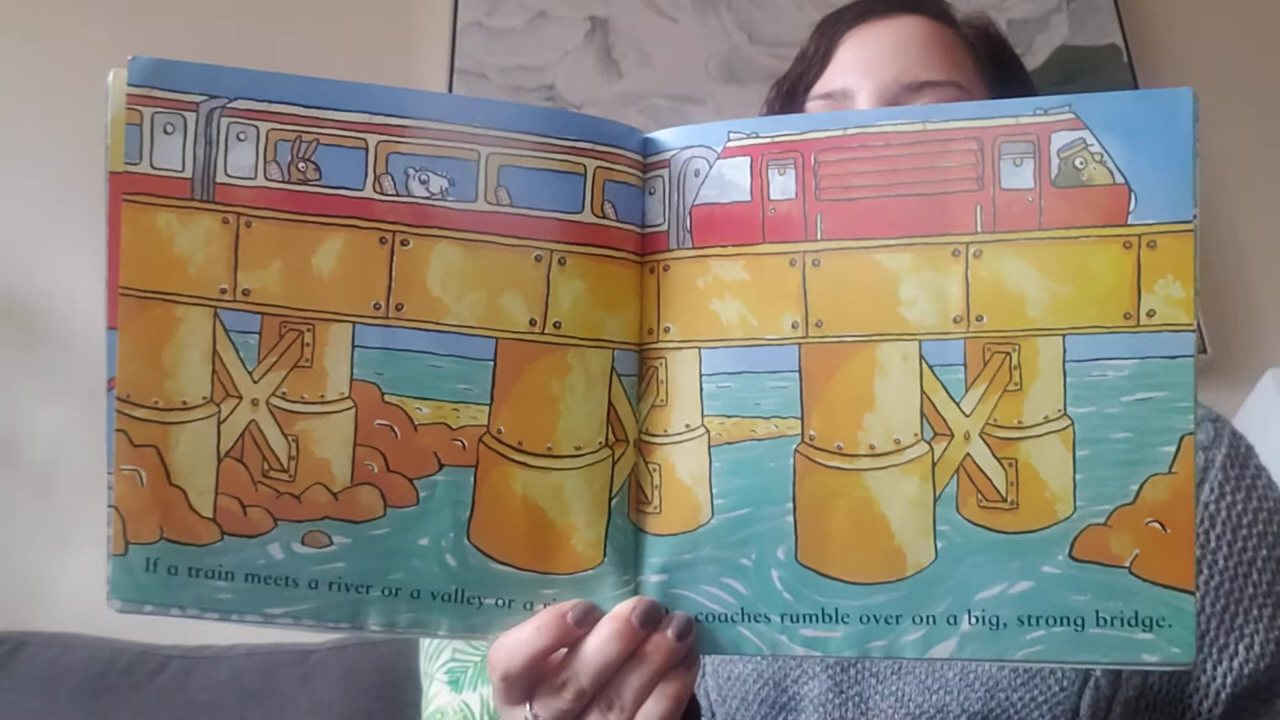 If a train meets a river or a valley or a
coaches rumble over on a big, strong bridge.